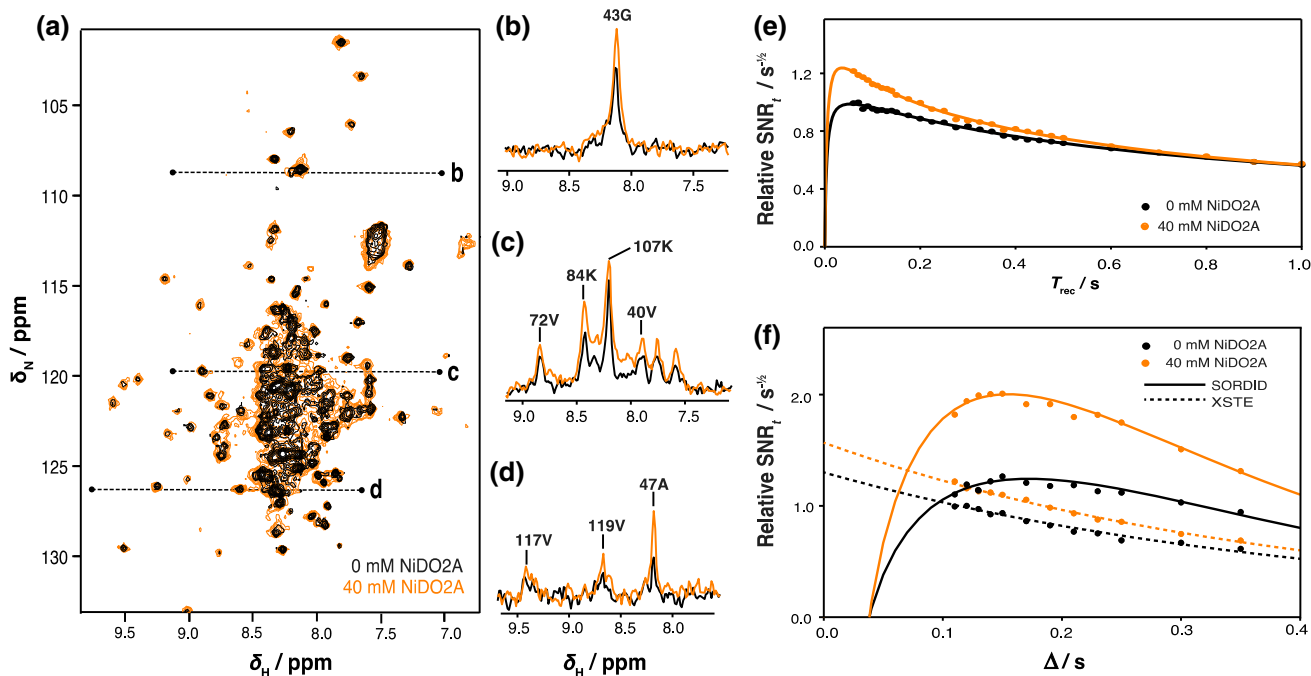 (a)
105
110
115
120
125
130
δN / ppm
b
c
d
0 mM NiDO2A
40 mM NiDO2A
9.5 9.0 8.5 8.0 7.5 7.0
δH / ppm
(b)
43G
9.0 8.5 8.0 7.5
(c)
107K
84K
72V
40V
9.0 8.5 8.0 7.5
(d)
47A
119V
117V
9.5 9.0 8.5 8.0
δH / ppm
(e)
Relative SNRt / s-½
1.2
0.8
0.4
0.0
0 mM NiDO2A
40 mM NiDO2A
0.0 0.2 0.4 0.6 0.8 1.0
Trec / s
(f)
Relative SNRt / s-½
2.0
1.0
0.0
0 mM NiDO2A
40 mM NiDO2A
SORDID
XSTE
0.0 0.1 0.2 0.3 0.4
Δ / s